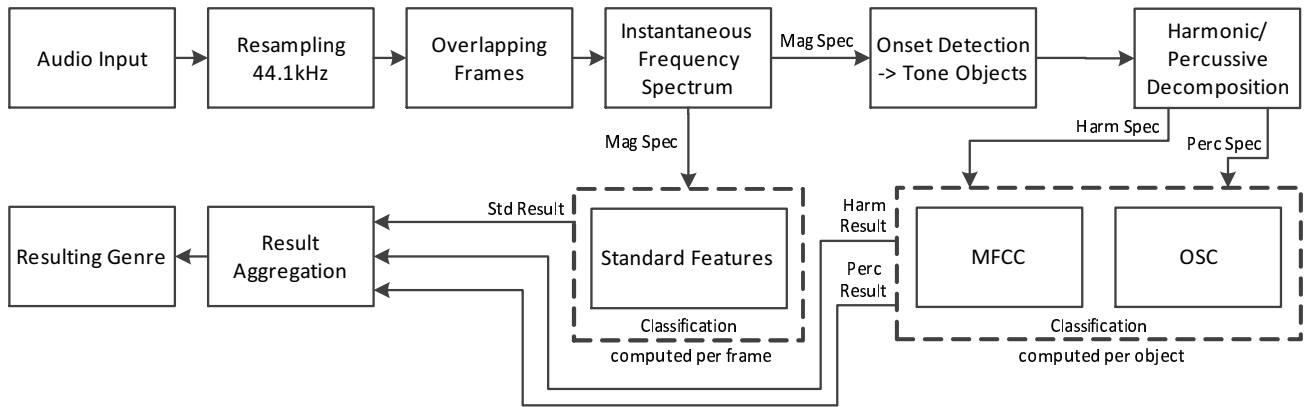 Audio Input
Resampling
44.1kHz
Overlapping
Frames
Instantaneous
Frequency
Spectrum
Mag Spec
Onset Detection
-> Tone Objects
Harmonic/
Percussive
Decomposition
Mag Spec
Harm Spec
Perc Spec
Resulting Genre
Result
Aggregation
Std Result
Standard Features
Classification
computed per frame
Harm
Result
Perc
Result
MFCC
OSC
Classification
computed per object